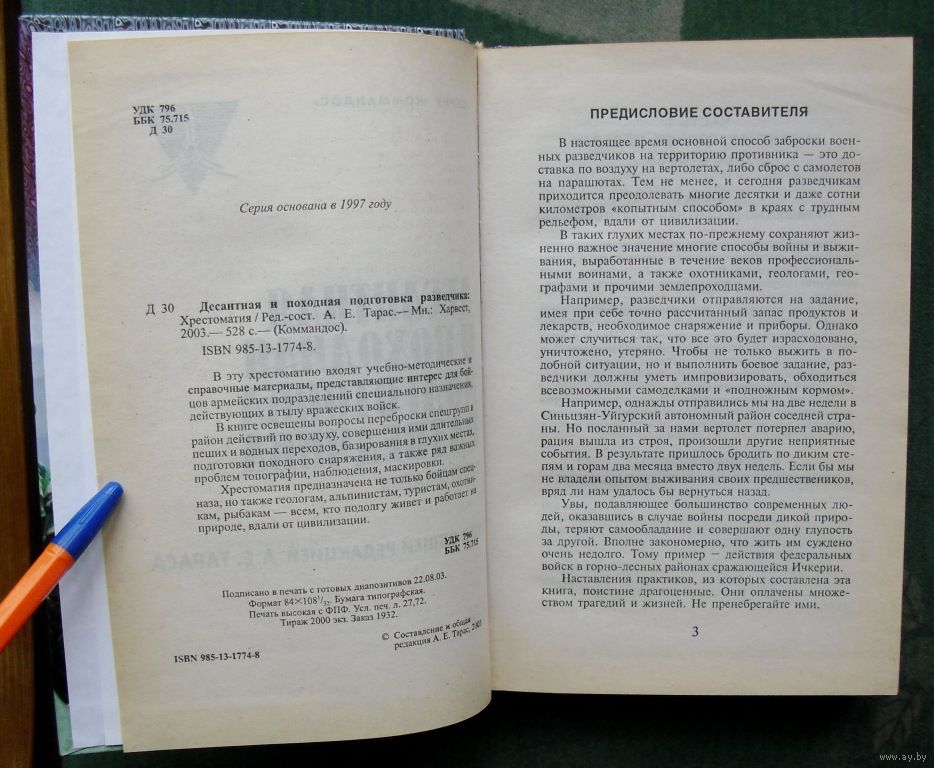 УДК 796
ББК 75.715
Д 30
Серия основана в 1997 году
Д 30 Десантная и походная подготовка разведчика:
Хрестоматия / Ред.-сост. А. Е. Тарас.— Мн.: Харвест,
2003.— 528 с.— (Коммандос).
ISBN 985-13-1774-8.
В эту хрестоматию входят учебно-методические и
справочные материалы, представляющие интерес для бой-
цов армейских подразделений специального назначения,
действующих в тылу вражеских войск.
В книге освещены вопросы переброски спецгрупп в
район действий по воздуху, совершения ими длительных
пеших и водных переходов, базирования в глухих местах,
подготовки походного снаряжения, а также ряд важных
проблем топографии, наблюдения, маскировки.
Хрестоматия предназначена не только бойцам спец-
наза, но также геологам, альпинистам, туристам, охотни-
кам, рыбакам — всем, кто подолгу живет и работает на
природе, вдали от цивилизации.
УДК 796
ББК 75.715
Подписано в печать с готовых диапозитивов 22.08.03.
Формат 84×108¹/₃₂. Бумага типографская.
Печать высокая с ФПФ. Усл. печ. л. 27,72.
Тираж 2000 экз. Заказ 1932.
© Составление и общая
редакция А. Е. Тарас, 2003
ISBN 985-13-1774-8
ПРЕДИСЛОВИЕ СОСТАВИТЕЛЯ
В настоящее время основной способ заброски воен-
ных разведчиков на территорию противника — это до-
ставка по воздуху на вертолетах, либо сброс с самолетов
на парашютах. Тем не менее, и сегодня разведчикам
приходится преодолевать многие десятки и даже сотни
километров «копытным способом» в краях с трудным
рельефом, вдали от цивилизации.
В таких глухих местах по-прежнему сохраняют жиз-
ненно важное значение многие способы войны и выжи-
вания, выработанные в течение веков профессиональ-
ными воинами, а также охотниками, геологами, гео-
графами и прочими землепроходцами.
Например, разведчики отправляются на задание,
имея при себе точно рассчитанный запас продуктов и
лекарств, необходимое снаряжение и приборы. Однако
может случиться так, что все это будет израсходовано,
уничтожено, утеряно. Чтобы не только выжить в по-
добной ситуации, но и выполнить боевое задание, раз-
ведчики должны уметь импровизировать, обходиться
всевозможными самоделками и «подножным кормом».
Например, однажды отправились мы на две недели в
Синьцзян-Уйгурский автономный район соседней стра-
ны. Но посланный за нами вертолет потерпел аварию,
рация вышла из строя, произошли другие неприятные
события. В результате пришлось бродить по диким сте-
пям и горам два месяца вместо двух недель. Если бы мы
не владели опытом выживания своих предшествеников,
вряд ли нам удалось бы вернуться назад.
Увы, подавляющее большинство современных лю-
дей, оказавшись в случае войны посреди дикой приро-
ды, теряют самообладание и совершают одну глупость
за другой. Вполне закономерно, что жить им суждено
очень недолго. Тому пример – действия федеральных
войск в горно-лесных районах сражающейся Ичкерии.
Наставления практиков, из которых составлена эта
книга, поистине драгоценные. Они оплачены множе-
ством трагедий и жизней. Не пренебрегайте ими.
3
www.ay.by